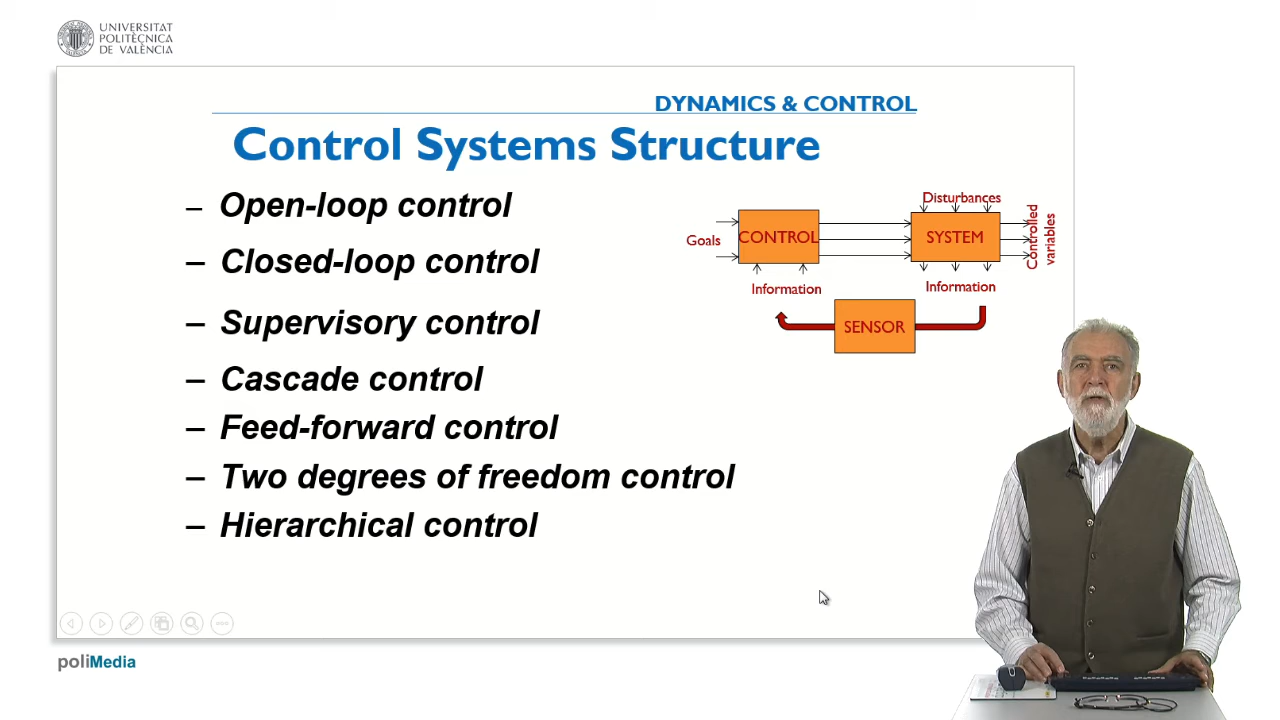 UNIVERSITAT
POLITÈCNICA
DE VALÈNCIA
DYNAMICS & CONTROL
Control Systems Structure
– Open-loop control
– Closed-loop control
– Supervisory control
– Cascade control
– Feed-forward control
– Two degrees of freedom control
– Hierarchical control
Disturbances
Goals
CONTROL
SYSTEM
Controlled
variables
Information
Information
SENSOR
poliMedia